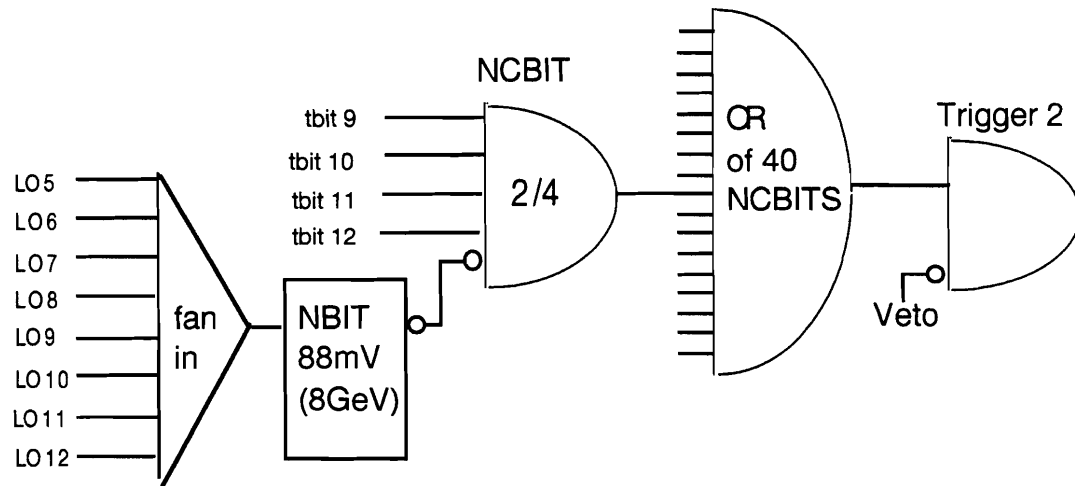 NCBIT
tbit 9
tbit 10
tbit 11
tbit 12
2/4
OR
of 40
NCBITS
Trigger 2
Veto
LO5
LO6
LO7
LO8
LO9
LO10
LO11
LO12
fan
in
NBIT
88mV
(8GeV)